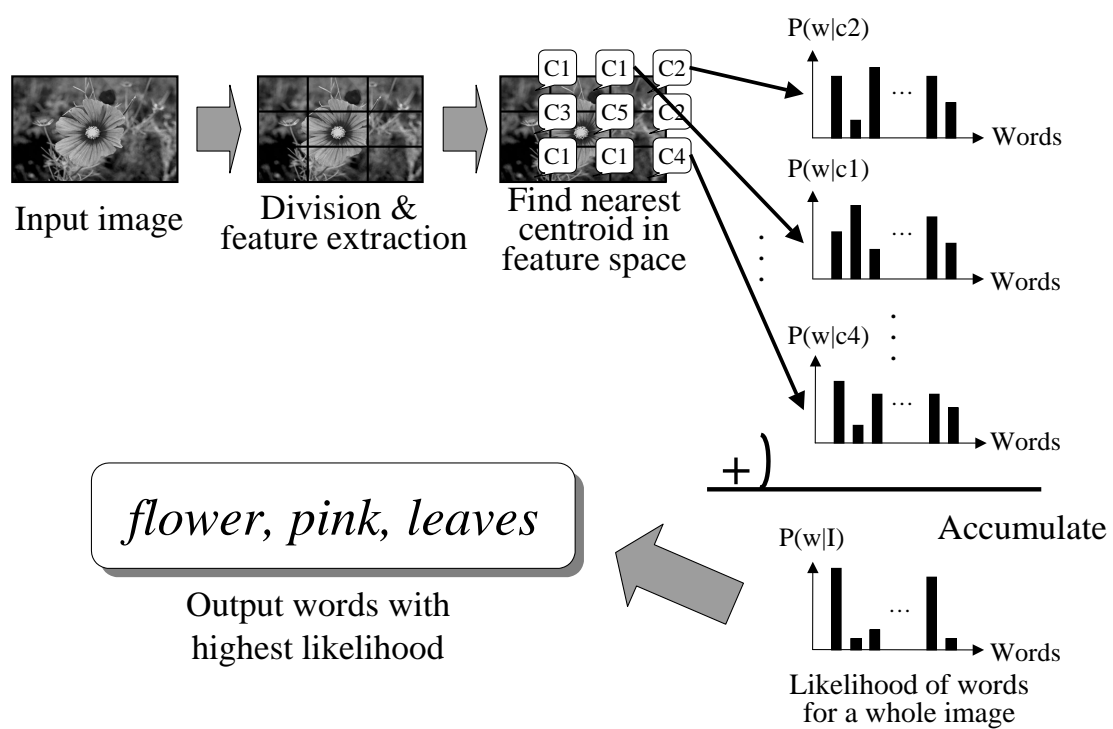 C1 C1 C2
C3 C5 C2
C1 C1 C4
Input image
Division &
feature extraction
Find nearest
centroid in
feature space
P(w|c2)
...
Words
P(w|c1)
...
Words
P(w|c4)
...
Words
+
Accumulate
P(w|I)
...
Words
Likelihood of words
for a whole image
flower, pink, leaves
Output words with
highest likelihood